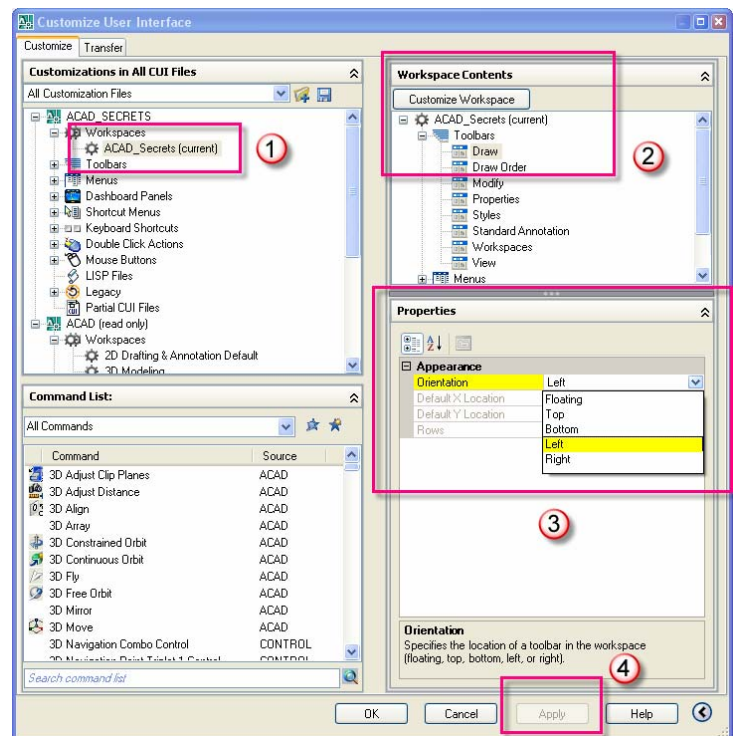 Customize User Interface
Customize Transfer
Customizations in All CUI Files
All Customization Files
ACAD_SECRETS
Workspaces
ACAD_Secrets (current)
Toolbars
Menus
Dashboard Panels
Shortcut Menus
Keyboard Shortcuts
Double Click Actions
Mouse Buttons
LISP Files
Legacy
Partial CUI Files
ACAD (read only)
Workspaces
2D Drafting & Annotation Default
3D Modeling
1
Command List:
All Commands
Command Source
3D Adjust Clip Planes ACAD
3D Adjust Distance ACAD
3D Align ACAD
3D Array ACAD
3D Constrained Orbit ACAD
3D Continuous Orbit ACAD
3D Fly ACAD
3D Free Orbit ACAD
3D Mirror ACAD
3D Move ACAD
3D Navigation Combo Control CONTROL
Search command list
Workspace Contents
Customize Workspace
ACAD_Secrets (current)
Toolbars
Draw
Draw Order
Modify
Properties
Styles
Standard Annotation
Workspaces
View
Menus
2
Properties
Appearance
Orientation Left
Default X Location
Default Y Location
Rows
Floating
Top
Bottom
Left
Right
3
Orientation
Specifies the location of a toolbar in the workspace
(floating, top, bottom, left, or right).
4
OK Cancel Apply Help